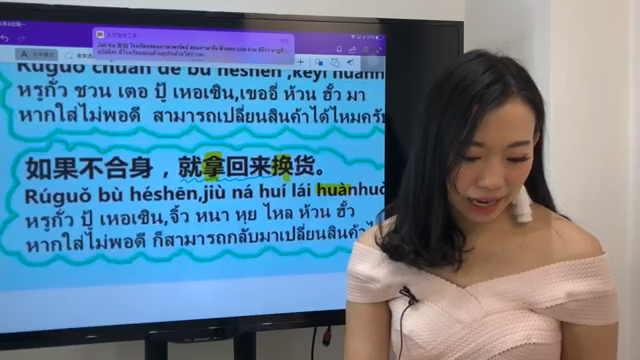 Rúguǒ chuān de bù héshēn ,kěyǐ huành
หรูกั่ว ชวน เตอ ปู้ เหอเซิน,เขออี่ ห้วน ฮั้ว มา
หากใส่ไม่พอดี สามารถเปลี่ยนสินค้าได้ไหมครับ
如果不合身，就拿回来换货。
Rúguǒ bù héshēn,jiù ná huí lái huànhuò
หรูกั่ว ปู้ เหอเซิน,จิ้ว หนา หุย ไหล ห้วน ฮั้ว
หากใส่ไม่พอดี ก็สามารถกลับมาเปลี่ยนสินค้า